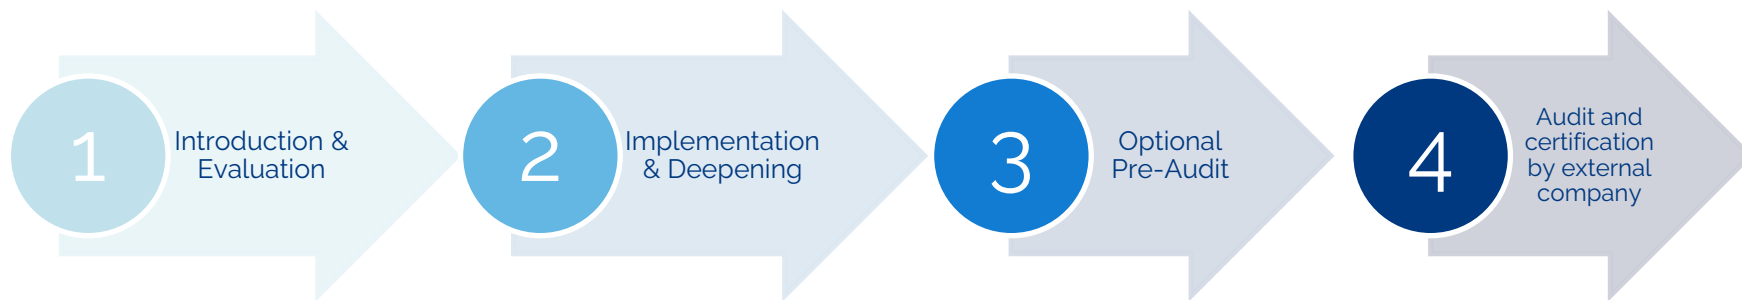 1
Introduction &
Evaluation
2
Implementation
& Deepening
3
Optional
Pre-Audit
4
Audit and
certification
by external
company